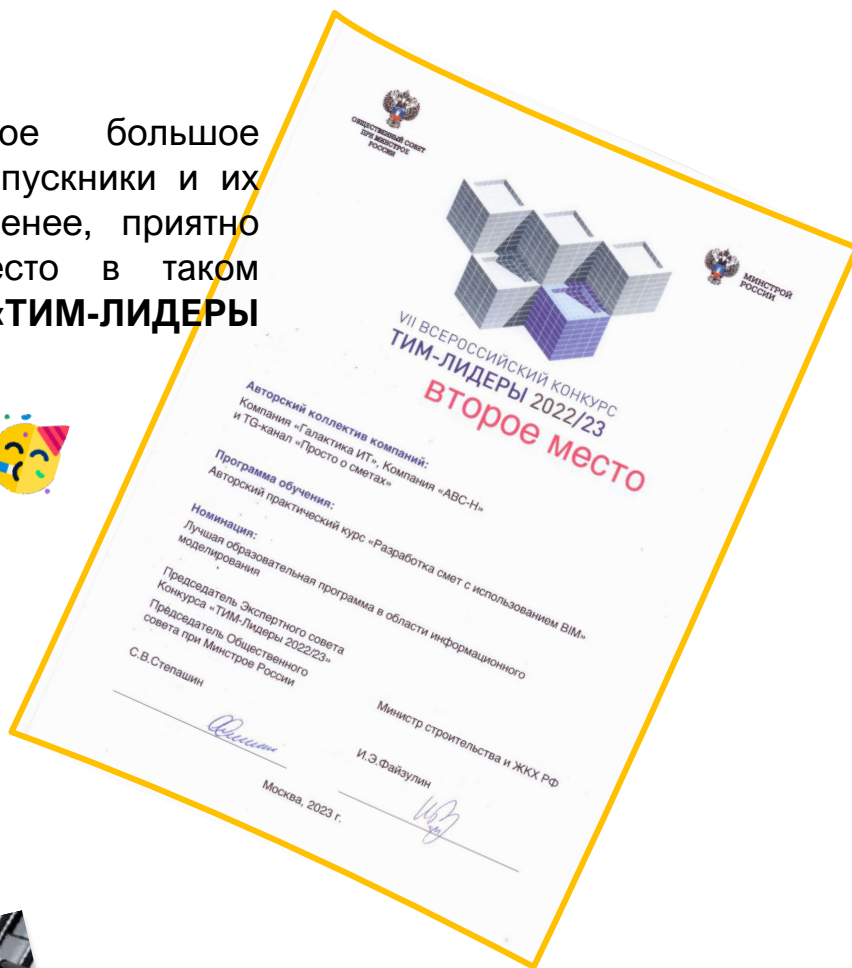 ое большое
пускники и их
енее, приятно
есто в таком
«ТИМ-ЛИДЕРЫ
ОБЩЕСТВЕННЫЙ СОВЕТ
ПРИ МИНСТРОЕ
РОССИИ
МИНСТРОЙ
РОССИИ
VII ВСЕРОССИЙСКИЙ КОНКУРС
ТИМ-ЛИДЕРЫ 2022/23
ВТОРОЕ МЕСТО
Авторский коллектив компаний:
Компания «Галактика ИТ», Компания «АВС-Н»
и TG-канал «Просто о сметах»
Программа обучения:
Авторский практический курс «Разработка смет с использованием BIM»
Номинация:
Лучшая образовательная программа в области информационного
моделирования
Председатель Экспертного совета
Конкурса «ТИМ-Лидеры 2022/23»
Председатель Общественного
совета при Минстрое России
С.В.Степашин
Министр строительства и ЖКХ РФ
И.Э.Файзулин
Москва, 2023 г.